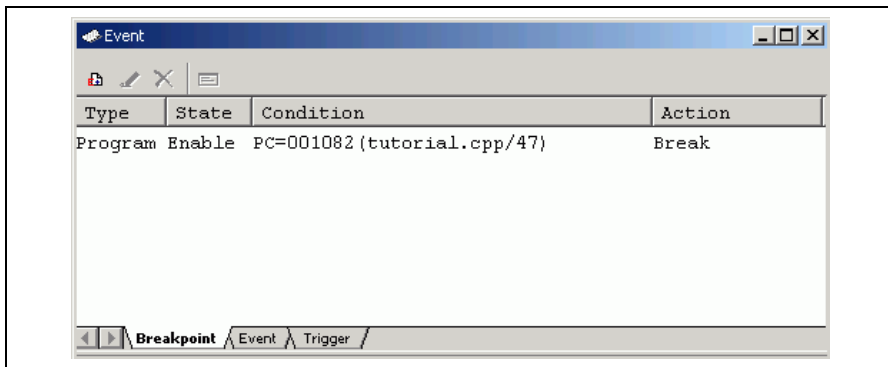 Event
Type State Condition Action
Program Enable PC=001082(tutorial.cpp/47) Break
Breakpoint Event Trigger